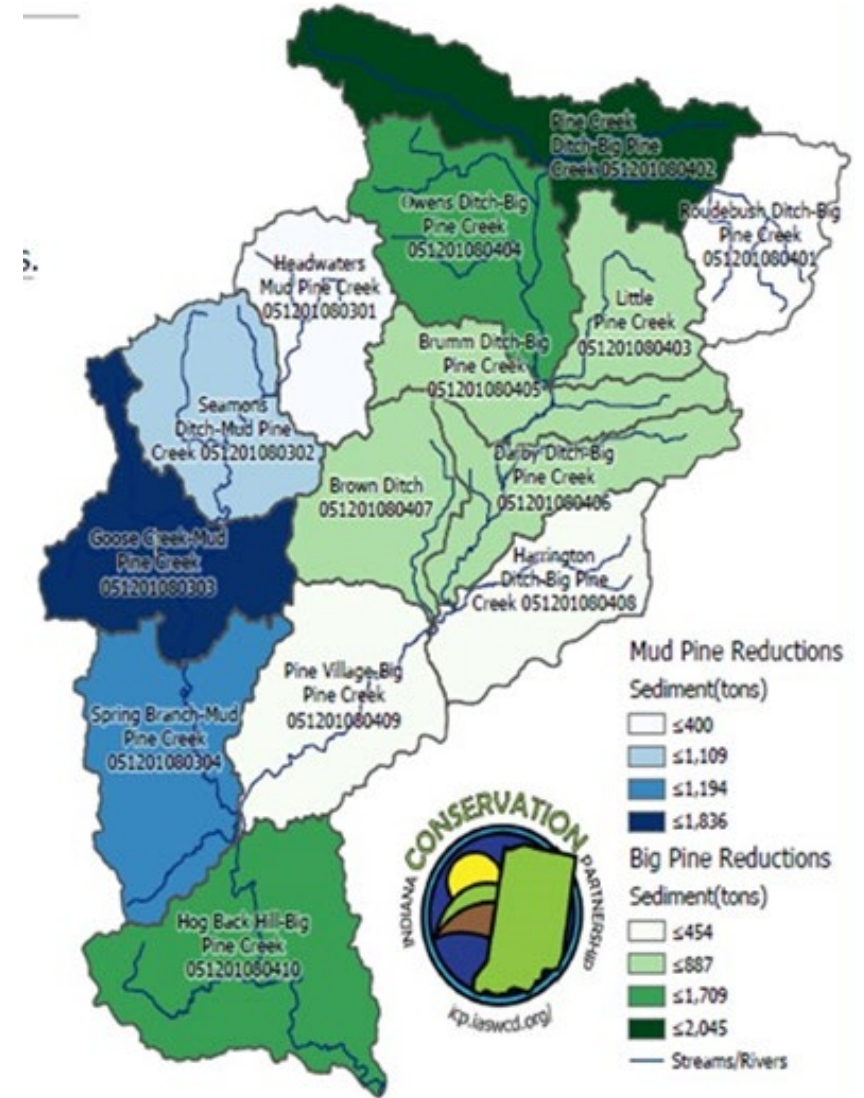 s.
Pine Creek
Ditch-Big Pine
Creek 051201080402
Owens Ditch-Big
Pine Creek
051201080404
Roudebush Ditch-Big
Pine Creek
051201080401
Headwaters
Mud Pine Creek
051201080301
Little
Pine Creek
051201080403
Brumm Ditch-Big
Pine Creek
051201080405
Seamons
Ditch-Mud Pine
Creek 051201080302
Darby Ditch-Big
Pine Creek
051201080406
Brown Ditch
051201080407
Goose Creek-Mud
Pine Creek
051201080303
Harrington
Ditch-Big Pine
Creek 051201080408
Pine Village-Big
Pine Creek
051201080409
Spring Branch-Mud
Pine Creek
051201080304
Hog Back Hill-Big
Pine Creek
051201080410
Mud Pine Reductions
Sediment(tons)
≤400
≤1,109
≤1,194
≤1,836
Big Pine Reductions
Sediment(tons)
≤454
≤887
≤1,709
≤2,045
Streams/Rivers
INDIANA CONSERVATION PARTNERSHIP
icp.iaswcd.org/